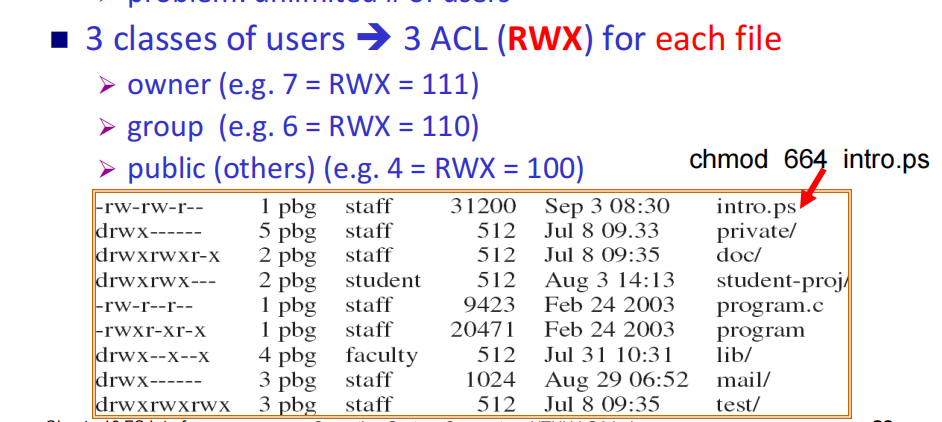 3 classes of users ➔ 3 ACL (RWX) for each file
owner (e.g. 7 = RWX = 111)
group (e.g. 6 = RWX = 110)
public (others) (e.g. 4 = RWX = 100)
chmod 664 intro.ps
-rw-rw-r-- 1 pbg staff 31200 Sep 3 08:30 intro.ps
drwx------ 5 pbg staff 512 Jul 8 09.33 private/
drwxrwxr-x 2 pbg staff 512 Jul 8 09:35 doc/
drwxrwx--- 2 pbg student 512 Aug 3 14:13 student-proj/
-rw-r--r-- 1 pbg staff 9423 Feb 24 2003 program.c
-rwxr-xr-x 1 pbg staff 20471 Feb 24 2003 program
drwx--x--x 4 pbg faculty 512 Jul 31 10:31 lib/
drwx------ 3 pbg staff 1024 Aug 29 06:52 mail/
drwxrwxrwx 3 pbg staff 512 Jul 8 09:35 test/